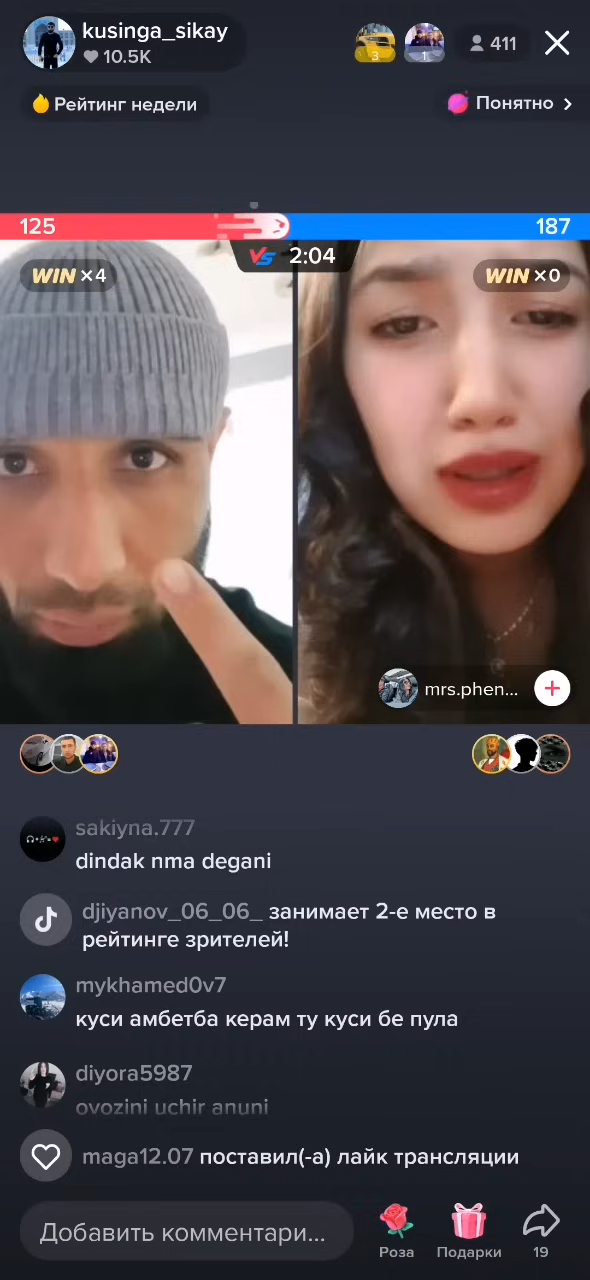 kusinga_sikay
10.5K
3
1
411
Рейтинг недели
Понятно
125
187
VS 2:04
WIN ×4
WIN ×0
mrs.phen...
sakiyna.777
dindak nma degani
djiyanov_06_06_ занимает 2-е место в
рейтинге зрителей!
mykhamed0v7
куси амбетба керам ту куси бе пула
diyora5987
ovozini uchir anuni
maga12.07 поставил(-а) лайк трансляции
Добавить комментари...
Роза
Подарки
19